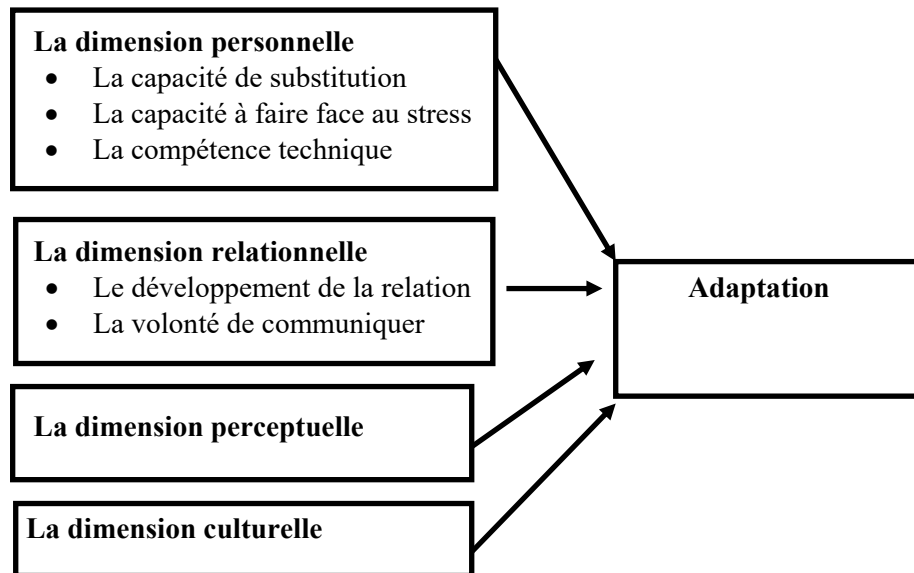 La dimension personnelle
• La capacité de substitution
• La capacité à faire face au stress
• La compétence technique
La dimension relationnelle
• Le développement de la relation
• La volonté de communiquer
Adaptation
La dimension perceptuelle
La dimension culturelle